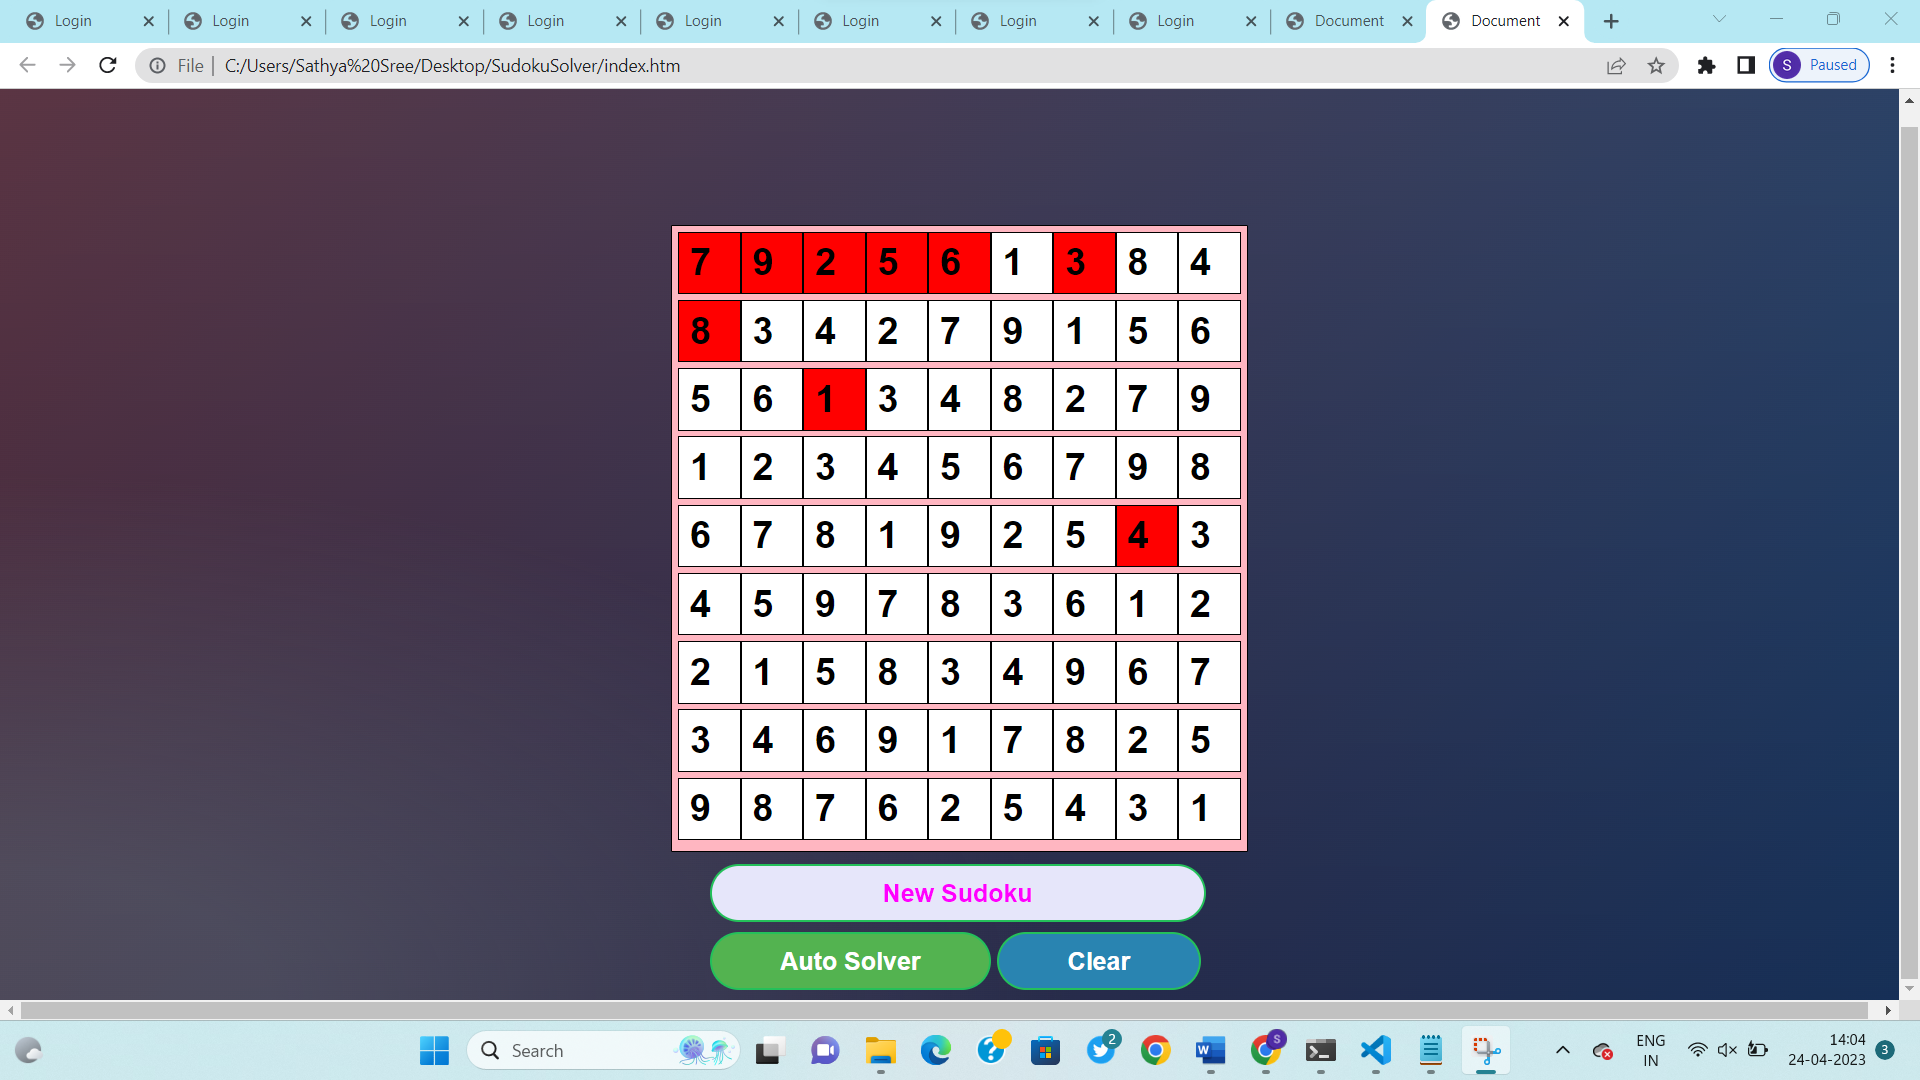 Login Login Login Login Login Login Login Login Document Document
File C:/Users/Sathya%20Sree/Desktop/SudokuSolver/index.htm S Paused
7 9 2 5 6 1 3 8 4
8 3 4 2 7 9 1 5 6
5 6 1 3 4 8 2 7 9
1 2 3 4 5 6 7 9 8
6 7 8 1 9 2 5 4 3
4 5 9 7 8 3 6 1 2
2 1 5 8 3 4 9 6 7
3 4 6 9 1 7 8 2 5
9 8 7 6 2 5 4 3 1
New Sudoku
Auto Solver Clear
Search 2 W S ENG 14:04 3
IN 24-04-2023